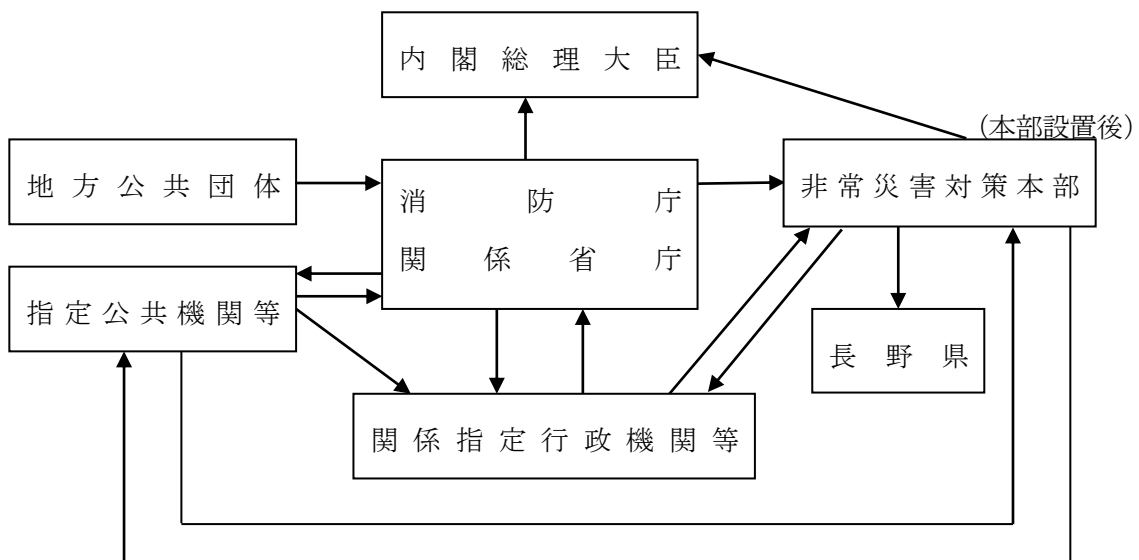 内閣総理大臣
(本部設置後)
地方公共団体
消防庁
関係省庁
非常災害対策本部
指定公共機関等
長野県
関係指定行政機関等